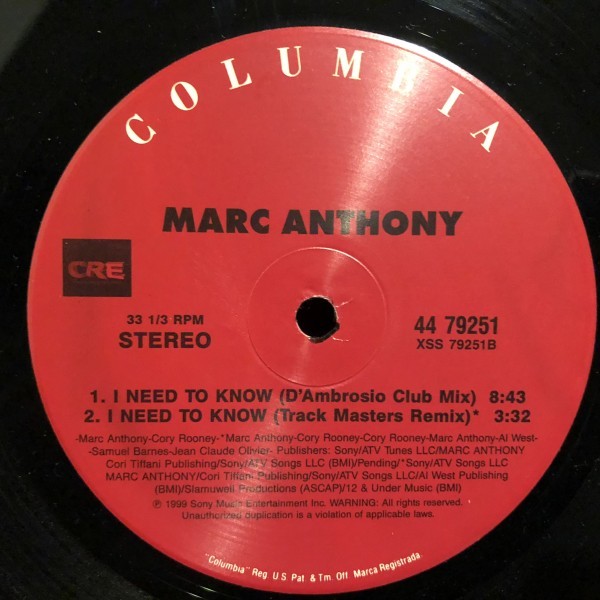 COLUMBIA
MARC ANTHONY
CRE
33 1/3 RPM
STEREO
44 79251
XSS 79251B
1. I NEED TO KNOW (D'Ambrosio Club Mix) 8:43
2. I NEED TO KNOW (Track Masters Remix)* 3:32
-Marc Anthony-Cory Rooney-*Marc Anthony-Cory Rooney-Cory Rooney-Marc Anthony-Al West-
-Samuel Barnes-Jean Claude Olivier- Publishers: Sony/ATV Tunes LLC/MARC ANTHONY
Cori Tiffani Publishing/Sony/ATV Songs LLC (BMI)/Pending/*Sony/ATV Songs LLC
MARC ANTHONY/Cori Tiffani Publishing/Sony/ATV Songs LLC/Al West Publishing
(BMI)/Slamuwell Productions (ASCAP)/12 & Under Music (BMI)
℗ 1999 Sony Music Entertainment Inc. WARNING: All rights reserved.
Unauthorized duplication is a violation of applicable laws.
"Columbia" Reg. U.S. Pat. & Tm. Off. Marca Registrada.